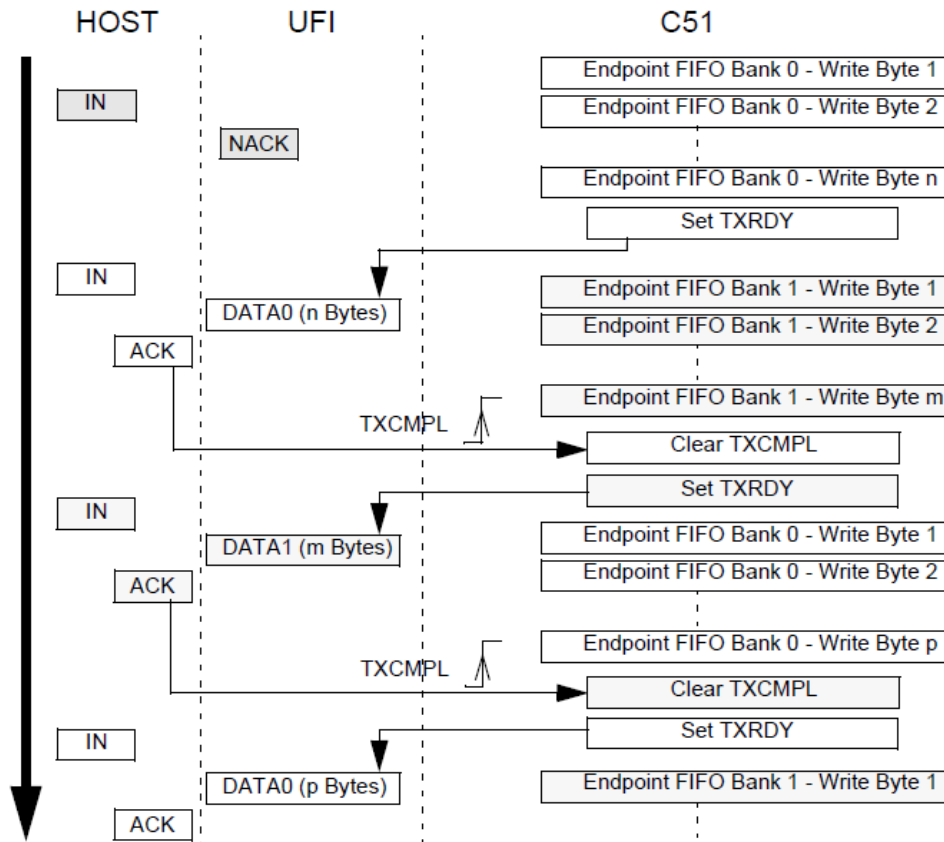 HOST UFI C51
Endpoint FIFO Bank 0 - Write Byte 1
IN
Endpoint FIFO Bank 0 - Write Byte 2
NACK
Endpoint FIFO Bank 0 - Write Byte n
Set TXRDY
IN
Endpoint FIFO Bank 1 - Write Byte 1
DATA0 (n Bytes)
Endpoint FIFO Bank 1 - Write Byte 2
ACK
Endpoint FIFO Bank 1 - Write Byte m
TXCMPL
Clear TXCMPL
Set TXRDY
IN
Endpoint FIFO Bank 0 - Write Byte 1
DATA1 (m Bytes)
Endpoint FIFO Bank 0 - Write Byte 2
ACK
Endpoint FIFO Bank 0 - Write Byte p
TXCMPL
Clear TXCMPL
Set TXRDY
IN
DATA0 (p Bytes)
Endpoint FIFO Bank 1 - Write Byte 1
ACK